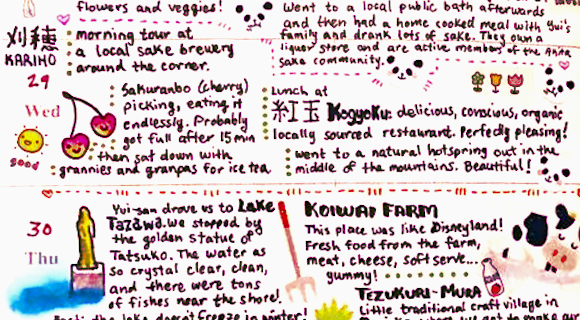 flowers and veggies!
Went to a local public bath afterwards
and then had a home cooked meal with Yui's
family and drank lots of sake. They own a
liquor store and are active members of the Akita
sake community.
刈穂
KARIHO
morning tour at
a local sake brewery
around the corner.
29
Wed
good
Sakuranbo (cherry)
picking, eating it
endlessly. Probably
got full after 15 min
then sat down with
grannies and granpas for ice tea
Lunch at
紅玉 Kogyoku: delicious, conscious, organic
locally sourced restaurant. Perfectly pleasing!
went to a natural hotspring out in the
middle of the mountains. Beautiful!
30
Thu
Yui-san drove us to Lake
Tazawa. We stopped by
the golden statue of
Tatsuko. The water as
so crystal clear, clean,
and there were tons
of fishes near the shore!
the lake doesn't freeze in winter!
KOIWAI FARM
This place was like Disneyland!
Fresh food from the farm,
meat, cheese, soft serve...
yummy!
TEZUKURI-MURA
Little traditional craft village in